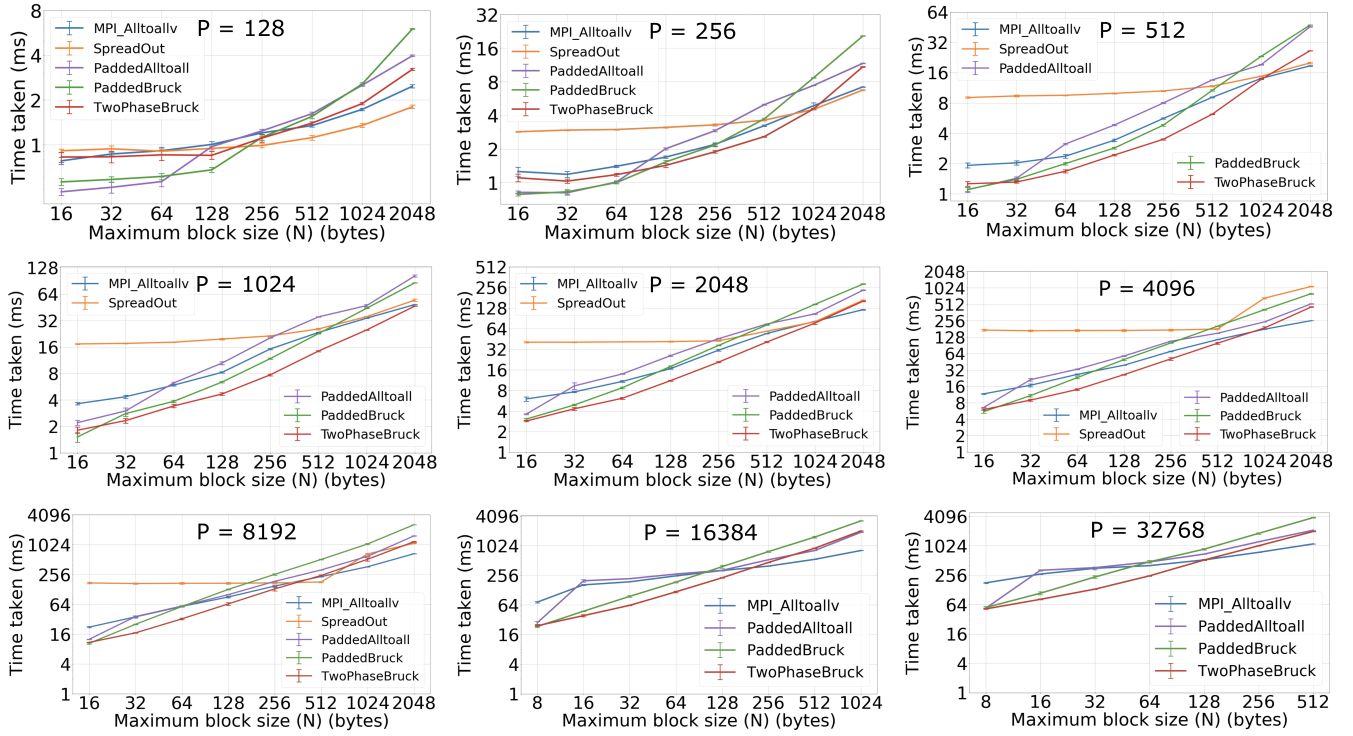 P = 128
Time taken (ms)
8
4
2
1
MPI_Alltoallv
SpreadOut
PaddedAlltoall
PaddedBruck
TwoPhaseBruck
16 32 64 128 256 512 1024 2048
Maximum block size (N) (bytes)
P = 256
Time taken (ms)
32
16
8
4
2
1
MPI_Alltoallv
SpreadOut
PaddedAlltoall
PaddedBruck
TwoPhaseBruck
16 32 64 128 256 512 1024 2048
Maximum block size (N) (bytes)
P = 512
Time taken (ms)
64
32
16
8
4
2
1
MPI_Alltoallv
SpreadOut
PaddedAlltoall
PaddedBruck
TwoPhaseBruck
16 32 64 128 256 512 1024 2048
Maximum block size (N) (bytes)
P = 1024
Time taken (ms)
128
64
32
16
8
4
2
1
MPI_Alltoallv
SpreadOut
PaddedAlltoall
PaddedBruck
TwoPhaseBruck
16 32 64 128 256 512 1024 2048
Maximum block size (N) (bytes)
P = 2048
Time taken (ms)
512
256
128
64
32
16
8
4
2
1
MPI_Alltoallv
SpreadOut
PaddedAlltoall
PaddedBruck
TwoPhaseBruck
16 32 64 128 256 512 1024 2048
Maximum block size (N) (bytes)
P = 4096
Time taken (ms)
2048
1024
512
256
128
64
32
16
8
4
2
1
MPI_Alltoallv
SpreadOut
PaddedAlltoall
PaddedBruck
TwoPhaseBruck
16 32 64 128 256 512 1024 2048
Maximum block size (N) (bytes)
P = 8192
Time taken (ms)
4096
1024
256
64
16
4
1
MPI_Alltoallv
SpreadOut
PaddedAlltoall
PaddedBruck
TwoPhaseBruck
16 32 64 128 256 512 1024 2048
Maximum block size (N) (bytes)
P = 16384
Time taken (ms)
4096
1024
256
64
16
4
1
MPI_Alltoallv
PaddedAlltoall
PaddedBruck
TwoPhaseBruck
8 16 32 64 128 256 512 1024
Maximum block size (N) (bytes)
P = 32768
Time taken (ms)
4096
1024
256
64
16
4
1
MPI_Alltoallv
PaddedAlltoall
PaddedBruck
TwoPhaseBruck
8 16 32 64 128 256 512
Maximum block size (N) (bytes)